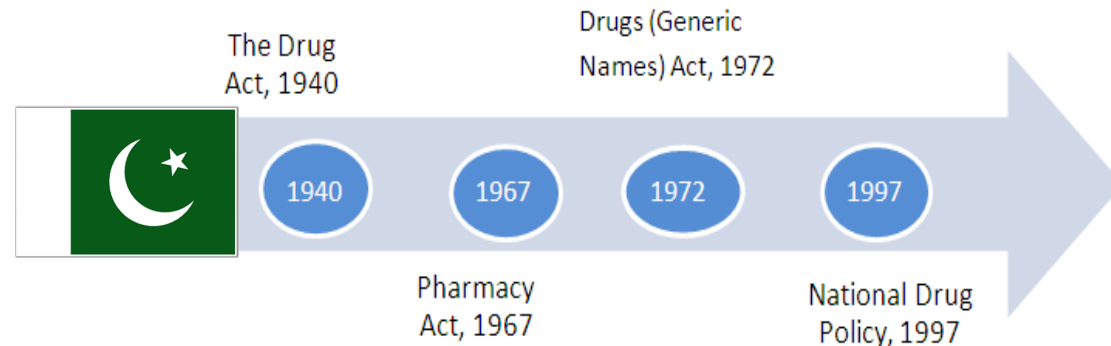 The Drug
Act, 1940
Drugs (Generic
Names) Act, 1972
1940
1967
1972
1997
Pharmacy
Act, 1967
National Drug
Policy, 1997